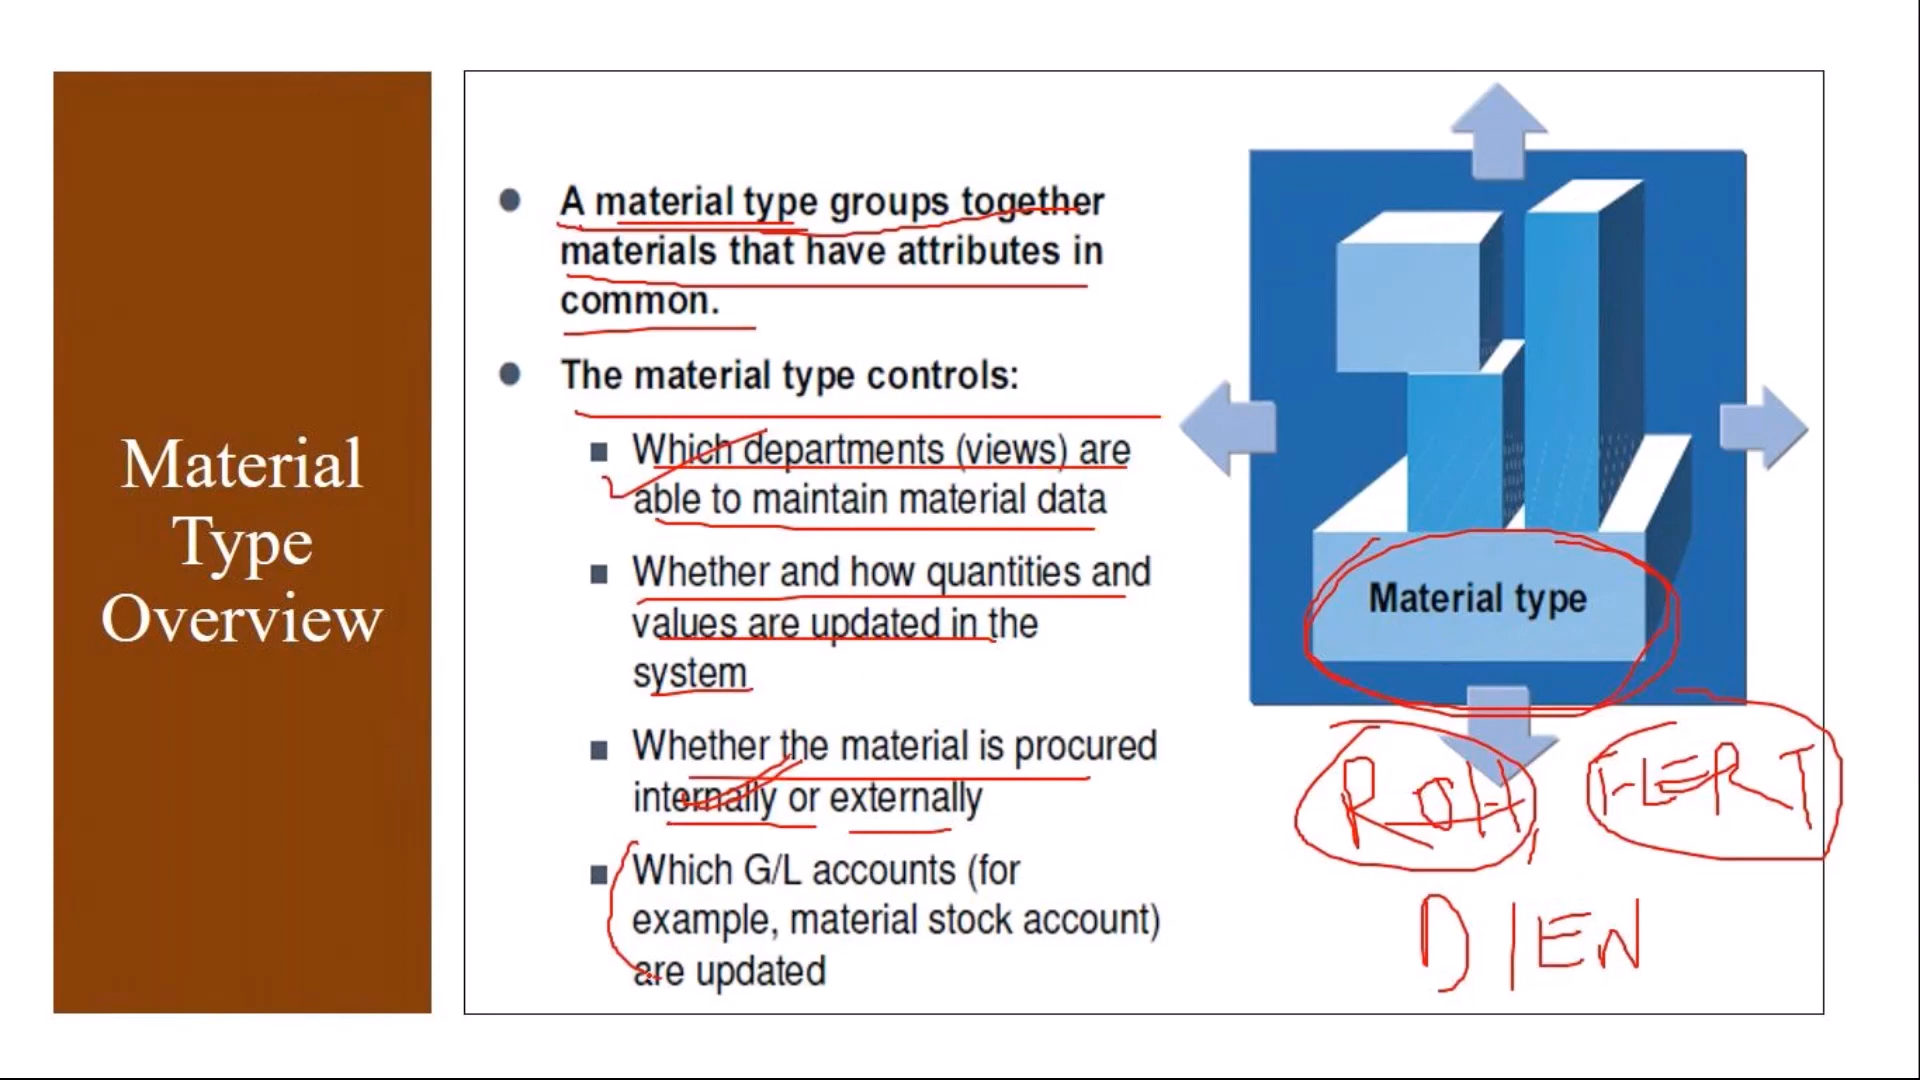 Material
Type
Overview
A material type groups together
materials that have attributes in
common.
The material type controls:
Which departments (views) are
able to maintain material data
Whether and how quantities and
values are updated in the
system
Whether the material is procured
internally or externally
Which G/L accounts (for
example, material stock account)
are updated
Material type
ROH, FERT
D/EN